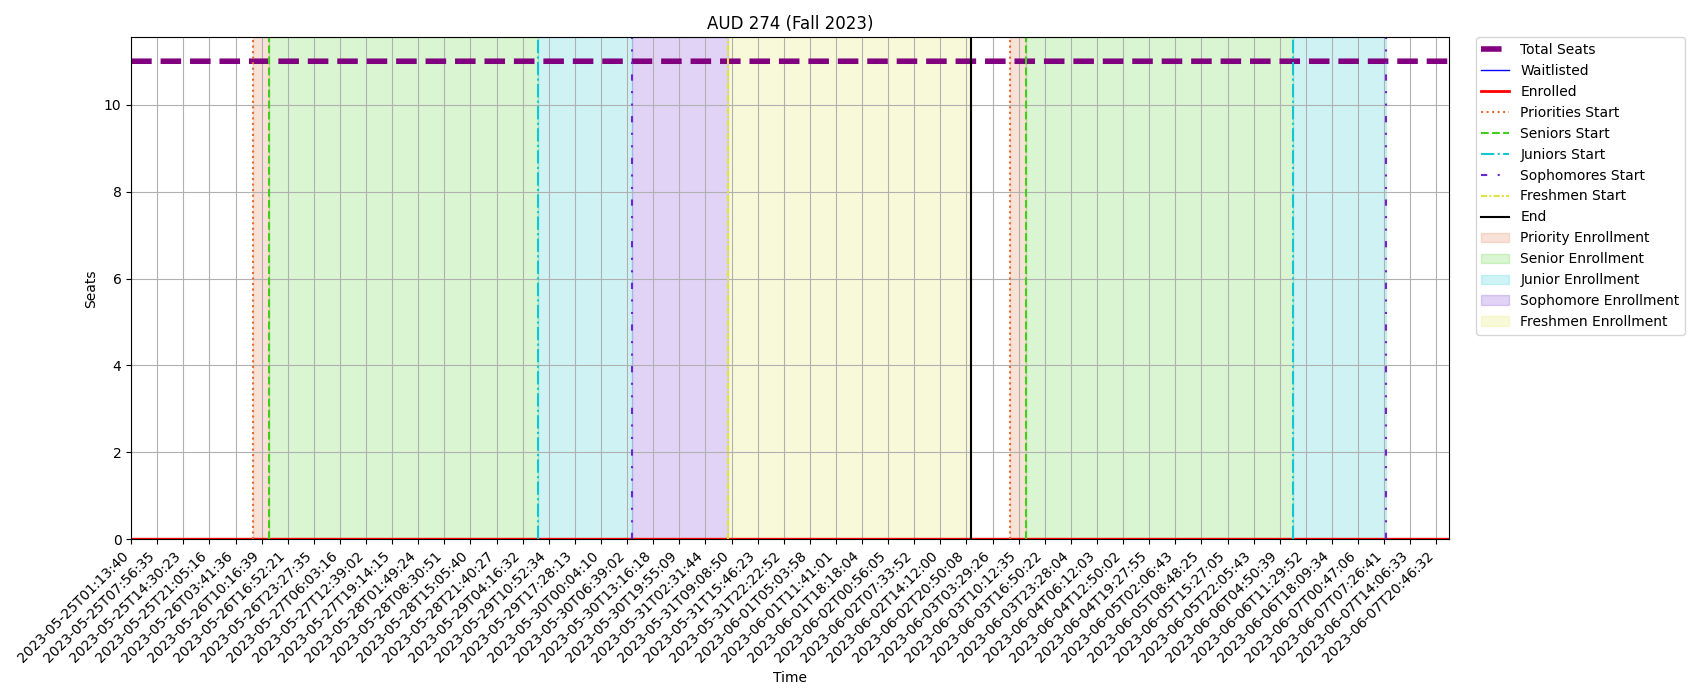 AUD 274 (Fall 2023)
Seats
10
8
6
4
2
0
2023-05-25T01:13:40
2023-05-25T07:56:35
2023-05-25T14:30:23
2023-05-25T21:05:16
2023-05-26T03:41:36
2023-05-26T10:16:39
2023-05-26T16:52:21
2023-05-26T23:27:35
2023-05-27T06:03:16
2023-05-27T12:39:02
2023-05-27T19:14:15
2023-05-28T01:49:24
2023-05-28T08:30:51
2023-05-28T15:05:40
2023-05-28T21:40:27
2023-05-29T04:16:32
2023-05-29T10:52:34
2023-05-29T17:28:13
2023-05-30T00:04:10
2023-05-30T06:39:02
2023-05-30T13:16:18
2023-05-30T19:55:09
2023-05-31T02:31:44
2023-05-31T09:08:50
2023-05-31T15:46:23
2023-05-31T22:22:52
2023-06-01T05:03:58
2023-06-01T11:41:01
2023-06-01T18:18:04
2023-06-02T00:56:05
2023-06-02T07:33:52
2023-06-02T14:12:00
2023-06-02T20:50:08
2023-06-03T03:29:26
2023-06-03T10:12:35
2023-06-03T16:50:22
2023-06-03T23:28:04
2023-06-04T06:12:03
2023-06-04T12:50:02
2023-06-04T19:27:55
2023-06-05T02:06:43
2023-06-05T08:48:25
2023-06-05T15:27:05
2023-06-05T22:05:43
2023-06-06T04:50:39
2023-06-06T11:29:52
2023-06-06T18:09:34
2023-06-07T00:47:06
2023-06-07T07:26:41
2023-06-07T14:06:33
2023-06-07T20:46:32
Time
Total Seats
Waitlisted
Enrolled
Priorities Start
Seniors Start
Juniors Start
Sophomores Start
Freshmen Start
End
Priority Enrollment
Senior Enrollment
Junior Enrollment
Sophomore Enrollment
Freshmen Enrollment